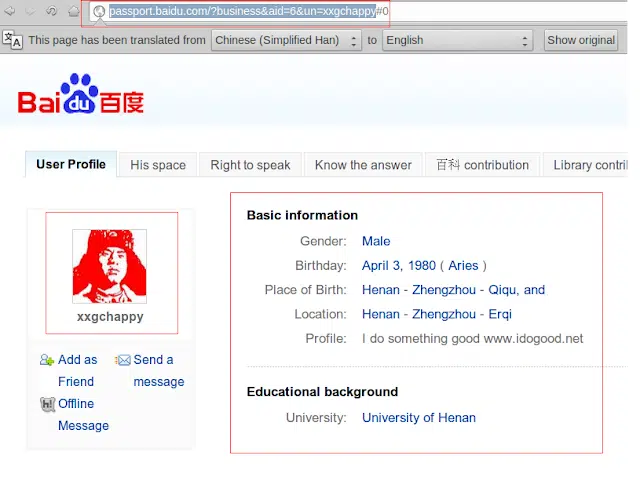 passport.baidu.com/?business&aid=6&un=xxgchappy#0
This page has been translated from Chinese (Simplified Han) to English Show original
Bai du 百度
User Profile His space Right to speak Know the answer 百科 contribution Library contri
xxgchappy
Add as Friend
Send a message
Offline Message
Basic information
Gender: Male
Birthday: April 3, 1980 ( Aries )
Place of Birth: Henan - Zhengzhou - Qiqu, and
Location: Henan - Zhengzhou - Erqi
Profile: I do something good www.idogood.net
Educational background
University: University of Henan